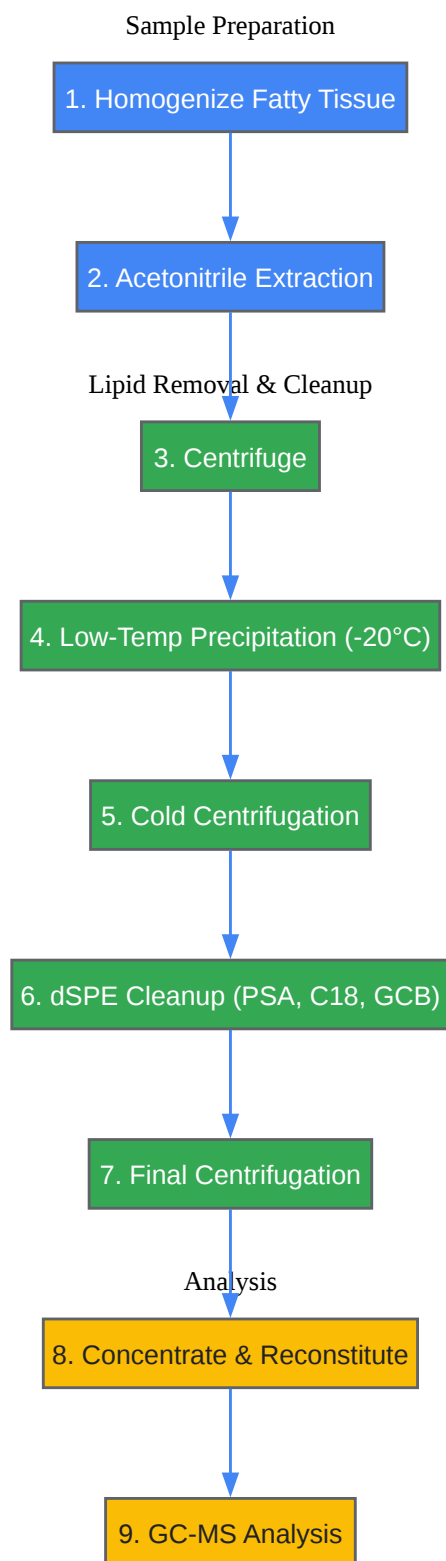 Sample Preparation
1. Homogenize Fatty Tissue
2. Acetonitrile Extraction
Lipid Removal & Cleanup
3. Centrifuge
4. Low-Temp Precipitation (-20°C)
5. Cold Centrifugation
6. dSPE Cleanup (PSA, C18, GCB)
7. Final Centrifugation
Analysis
8. Concentrate & Reconstitute
9. GC-MS Analysis